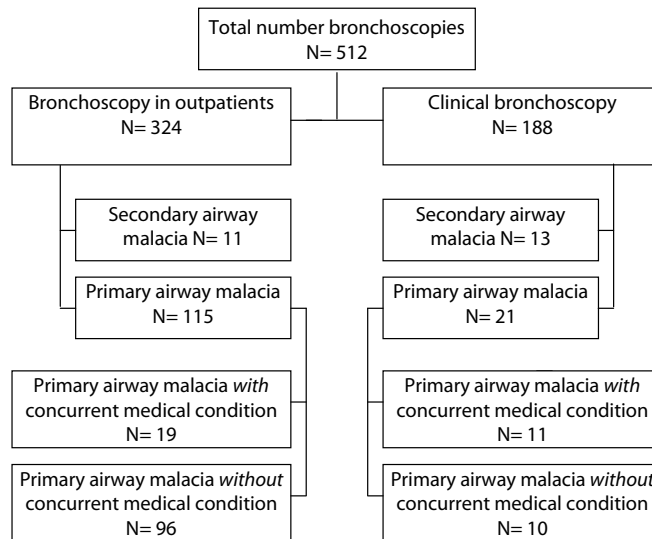 Total number bronchoscopies
N= 512
Bronchoscopy in outpatients
N= 324
Clinical bronchoscopy
N= 188
Secondary airway
malacia N= 11
Secondary airway
malacia N= 13
Primary airway malacia
N= 115
Primary airway malacia
N= 21
Primary airway malacia with
concurrent medical condition
N= 19
Primary airway malacia with
concurrent medical condition
N= 11
Primary airway malacia without
concurrent medical condition
N= 96
Primary airway malacia without
concurrent medical condition
N= 10